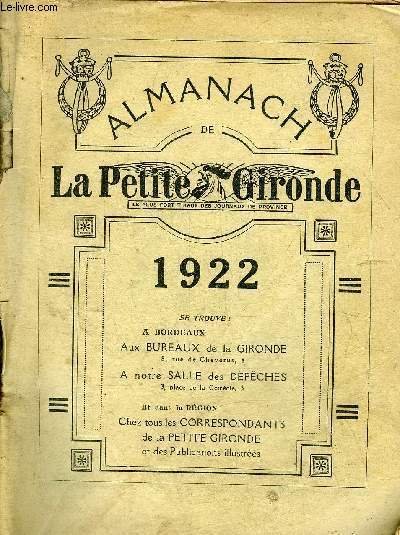 © Le-livre.com
ALMANACH
DE
La Petite Gironde
LE PLUS FORT TIRAGE DES JOURNAUX DE PROVINCE
1922
SE TROUVE :
A BORDEAUX
Aux BUREAUX de la GIRONDE
8, rue de Cheverus, 8
A notre SALLE des DÉPÊCHES
3, place de la Comédie, 3
Et dans la RÉGION
Chez tous les CORRESPONDANTS
de la PETITE GIRONDE
et des Publications illustrées